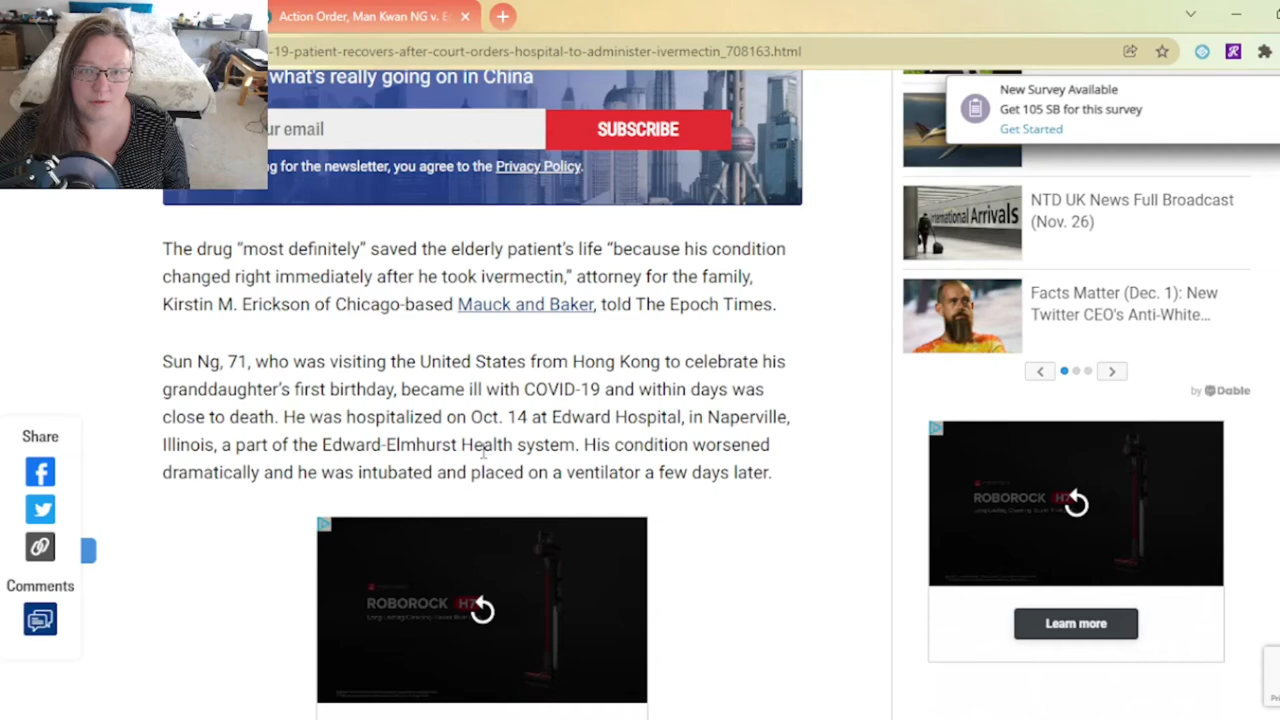 Action Order, Man Kwan NG v. E
-19-patient-recovers-after-court-orders-hospital-to-administer-ivermectin_708163.html
what's really going on in China
ur email
SUBSCRIBE
ng for the newsletter, you agree to the Privacy Policy.
New Survey Available
Get 105 SB for this survey
Get Started
NTD UK News Full Broadcast
(Nov. 26)
International Arrivals
Facts Matter (Dec. 1): New
Twitter CEO's Anti-White...
by Dable
The drug “most definitely” saved the elderly patient’s life “because his condition
changed right immediately after he took ivermectin,” attorney for the family,
Kirstin M. Erickson of Chicago-based Mauck and Baker, told The Epoch Times.
Sun Ng, 71, who was visiting the United States from Hong Kong to celebrate his
granddaughter’s first birthday, became ill with COVID-19 and within days was
close to death. He was hospitalized on Oct. 14 at Edward Hospital, in Naperville,
Illinois, a part of the Edward-Elmhurst Health system. His condition worsened
dramatically and he was intubated and placed on a ventilator a few days later.
Share
Comments
ROBOROCK H7
ROBOROCK H7
Learn more